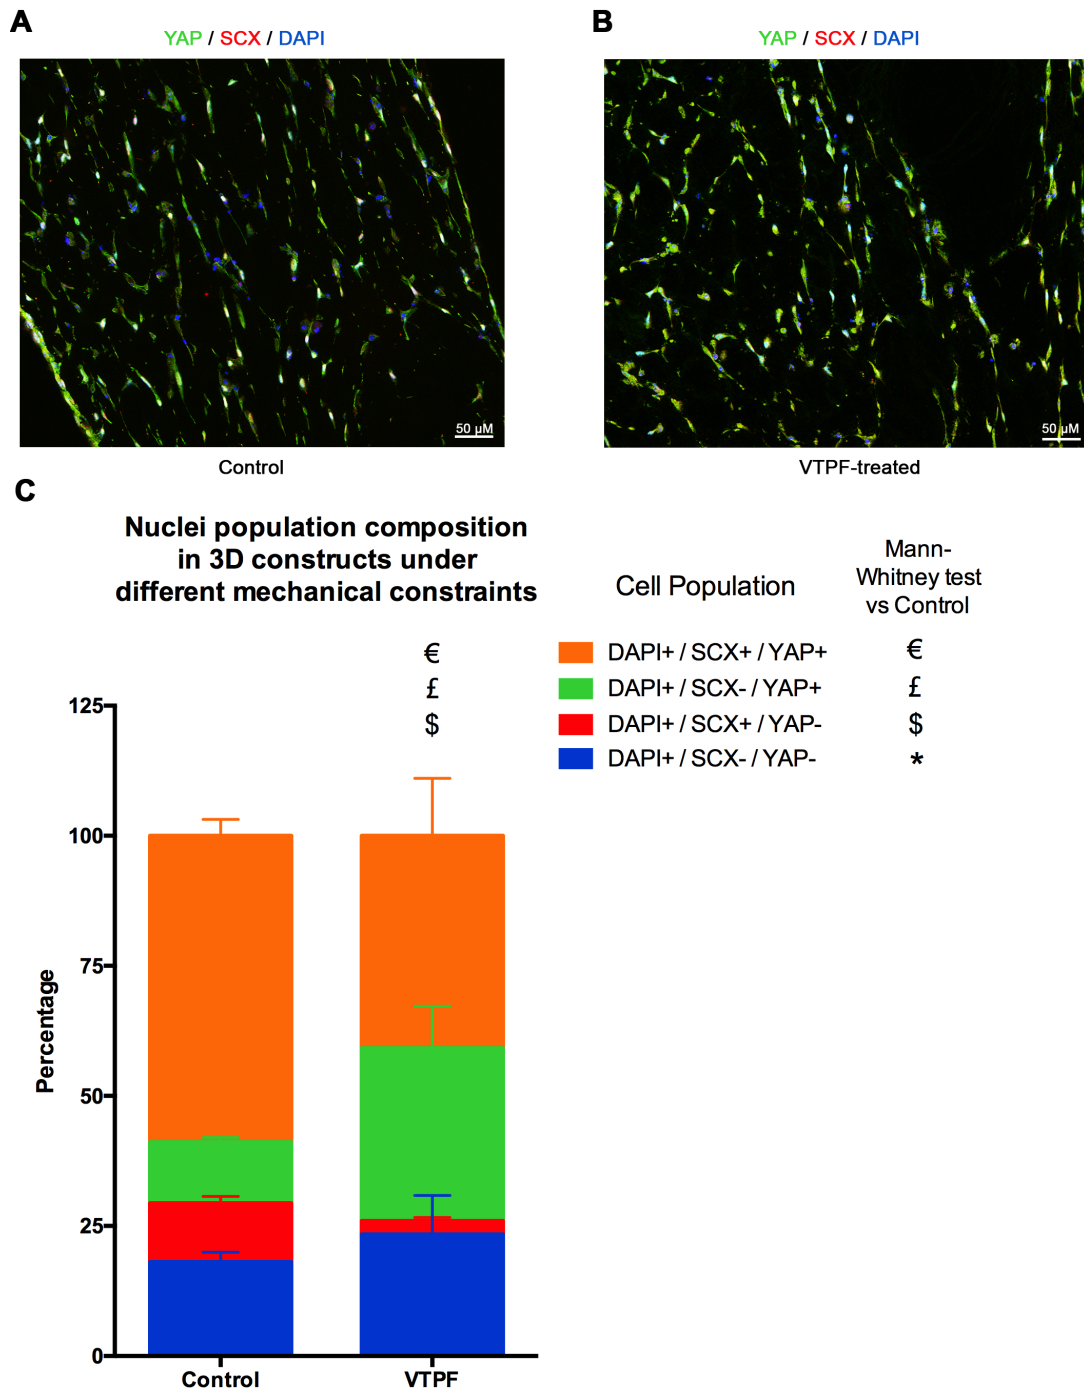 A
YAP / SCX / DAPI
50 µM
Control
B
YAP / SCX / DAPI
50 µM
VTPF-treated
C
Nuclei population composition
in 3D constructs under
different mechanical constraints
Cell Population
Mann-
Whitney test
vs Control
DAPI+ / SCX+ / YAP+ €
DAPI+ / SCX- / YAP+ £
DAPI+ / SCX+ / YAP- $
DAPI+ / SCX- / YAP- *
€
£
$
Percentage
125
100
75
50
25
0
Control
VTPF